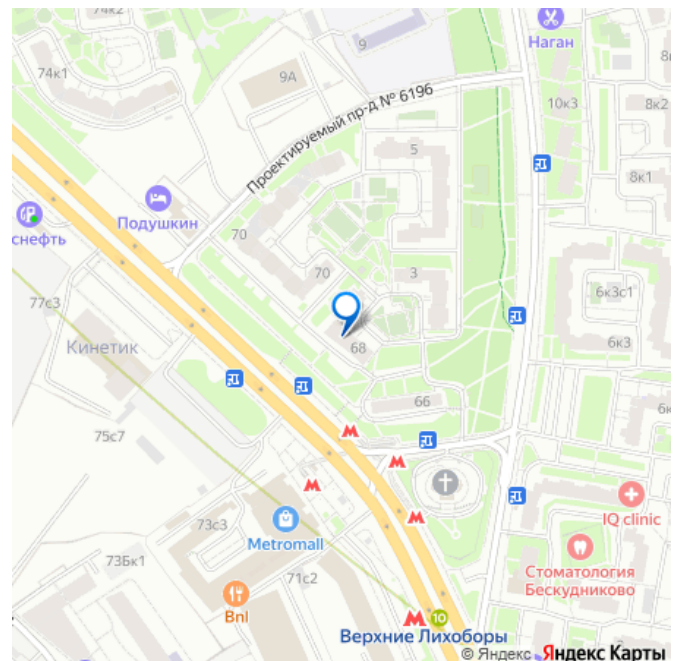 74к2
74к1
9
9А
Наган
8к2
10к3
Проектируемый пр-д № 6196
5
8к1
Подушкин
снефть
70
70
3
6к3с1
77с3
68
6к3
Кинетик
66
75с7
73с3
IQ clinic
Metromall
73Бк1
71с2
Стоматология
Бескудниково
Bnl
10
Верхние Лихоборы
© Яндекс Яндекс Карты